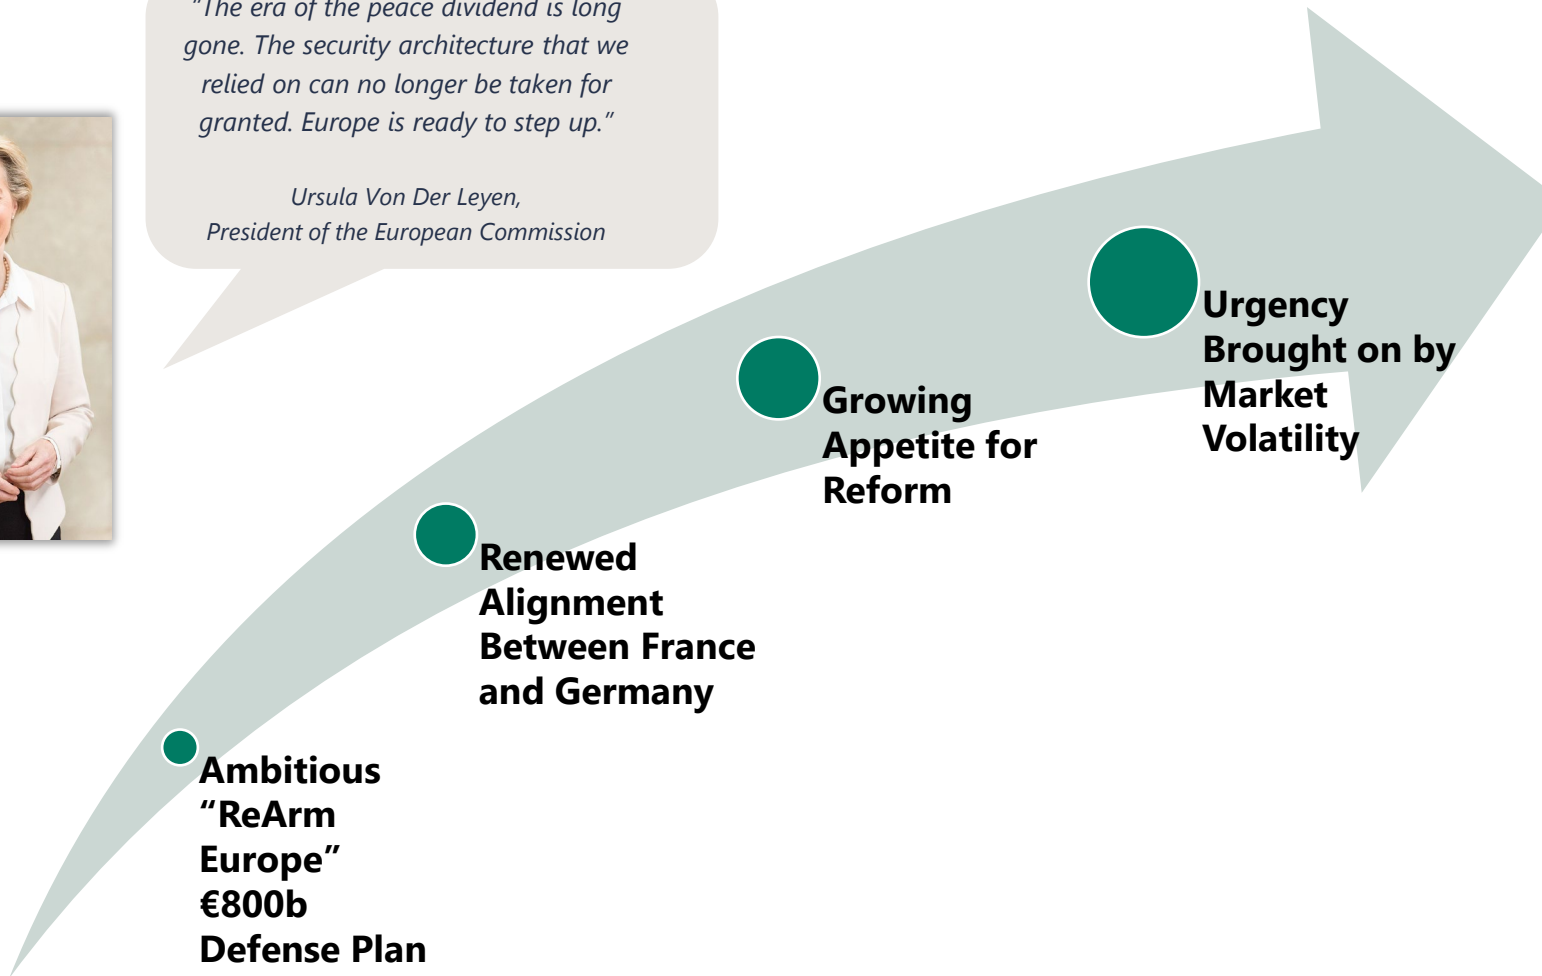 “The era of the peace dividend is long
gone. The security architecture that we
relied on can no longer be taken for
granted. Europe is ready to step up.”
Ursula Von Der Leyen,
President of the European Commission
Urgency
Brought on by
Market
Volatility
Growing
Appetite for
Reform
Renewed
Alignment
Between France
and Germany
Ambitious
“ReArm
Europe”
€800b
Defense Plan